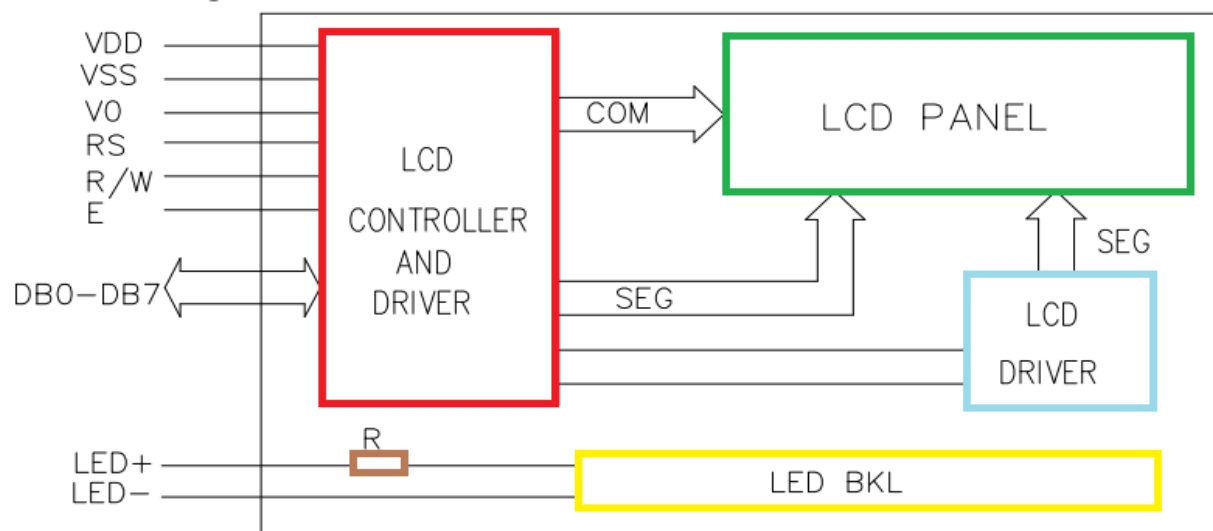 VDD
VSS
V0
RS
R/W
E
DB0-DB7
LED+
LED-
LCD
CONTROLLER
AND
DRIVER
COM
SEG
LCD PANEL
SEG
LCD
DRIVER
R
LED BKL